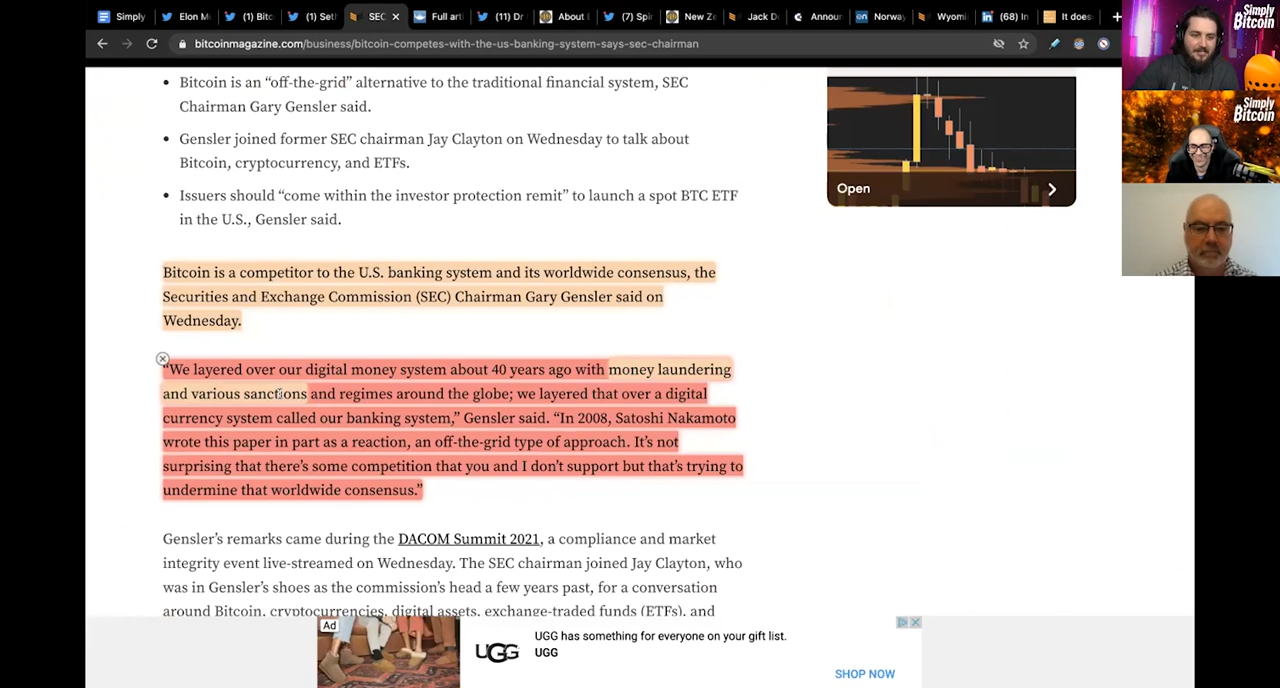 Simply
Elon M
(1) Bitc
(1) Set
SEC
Full art
(11) Dr
About
(7) Spi
New Ze
Jack D
Annou
Norway
Wyomi
(68) In
It does
bitcoinmagazine.com/business/bitcoin-competes-with-the-us-banking-system-says-sec-chairman
Simply
Bitcoin
Simply
Bitcoin
• Bitcoin is an “off-the-grid” alternative to the traditional financial system, SEC
Chairman Gary Gensler said.
• Gensler joined former SEC chairman Jay Clayton on Wednesday to talk about
Bitcoin, cryptocurrency, and ETFs.
• Issuers should “come within the investor protection remit” to launch a spot BTC ETF
in the U.S., Gensler said.
Open
Bitcoin is a competitor to the U.S. banking system and its worldwide consensus, the
Securities and Exchange Commission (SEC) Chairman Gary Gensler said on
Wednesday.
“We layered over our digital money system about 40 years ago with money laundering
and various sanctions and regimes around the globe; we layered that over a digital
currency system called our banking system,” Gensler said. “In 2008, Satoshi Nakamoto
wrote this paper in part as a reaction, an off-the-grid type of approach. It’s not
surprising that there’s some competition that you and I don’t support but that’s trying to
undermine that worldwide consensus.”
Gensler’s remarks came during the DACOM Summit 2021, a compliance and market
integrity event live-streamed on Wednesday. The SEC chairman joined Jay Clayton, who
was in Gensler’s shoes as the commission’s head a few years past, for a conversation
around Bitcoin, cryptocurrencies, digital assets, exchange-traded funds (ETFs), and
Ad
UGG
UGG has something for everyone on your gift list.
UGG
SHOP NOW